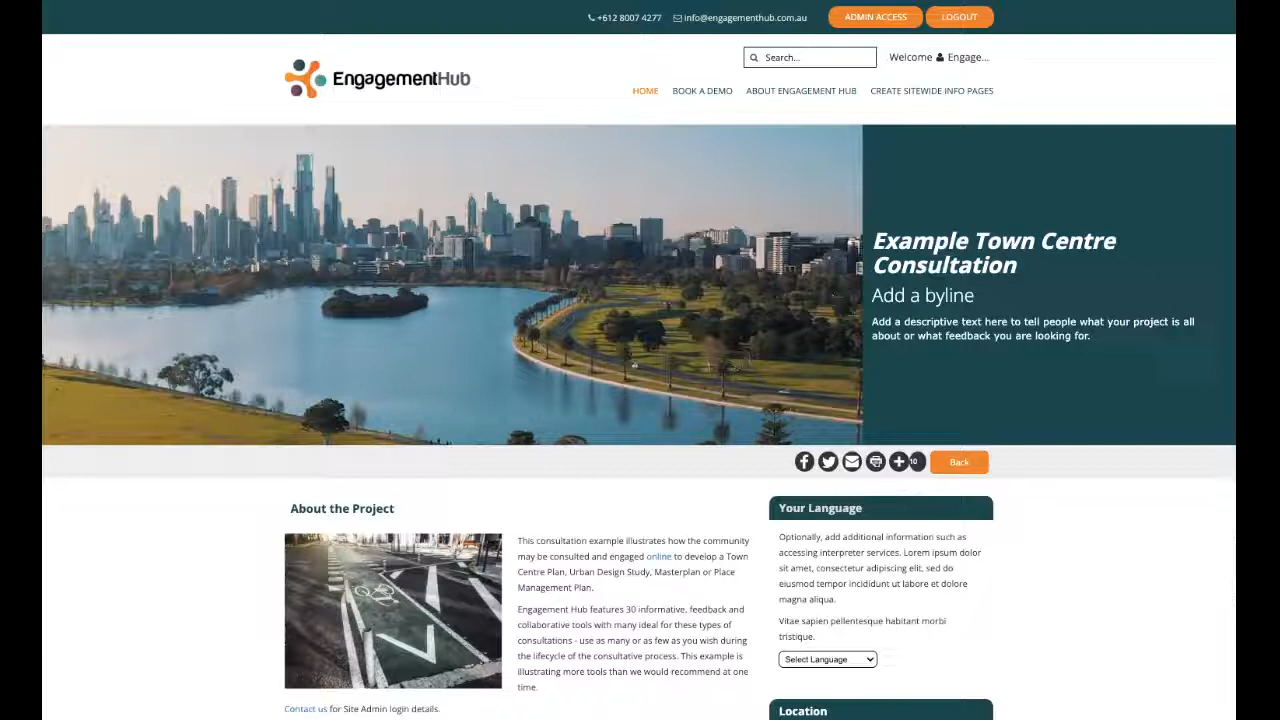 +612 8007 4277 info@engagementhub.com.au ADMIN ACCESS LOGOUT
Search... Welcome Engage...
EngagementHub
HOME BOOK A DEMO ABOUT ENGAGEMENT HUB CREATE SITEWIDE INFO PAGES
Example Town Centre
Consultation
Add a byline
Add a descriptive text here to tell people what your project is all
about or what feedback you are looking for.
10 Back
About the Project
This consultation example illustrates how the community
may be consulted and engaged online to develop a Town
Centre Plan, Urban Design Study, Masterplan or Place
Management Plan.
Engagement Hub features 30 informative, feedback and
collaborative tools with many ideal for these types of
consultations - use as many or as few as you wish during
the lifecycle of the consultative process. This example is
illustrating more tools than we would recommend at one
time.
Contact us for Site Admin login details.
Your Language
Optionally, add additional information such as
accessing interpreter services. Lorem ipsum dolor
sit amet, consectetur adipiscing elit, sed do
eiusmod tempor incididunt ut labore et dolore
magna aliqua.
Vitae sapien pellentesque habitant morbi
tristique.
Select Language
Location